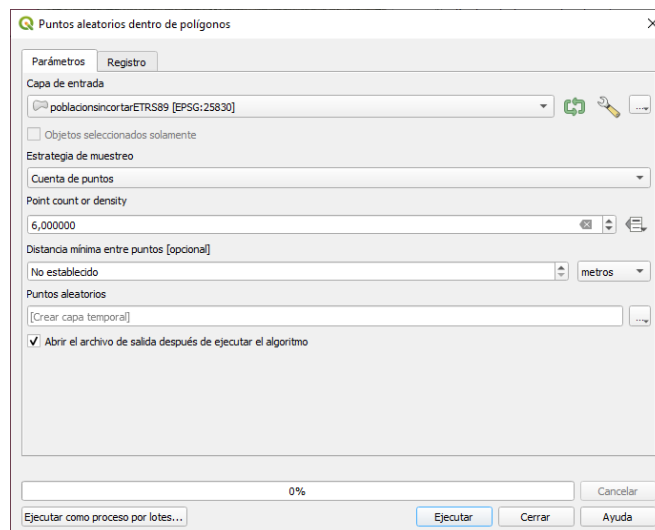 Puntos aleatorios dentro de polígonos
Parámetros Registro
Capa de entrada
poblacionsincortarETRS89 [EPSG:25830]
Objetos seleccionados solamente
Estrategia de muestreo
Cuenta de puntos
Point count or density
6,000000
Distancia mínima entre puntos [opcional]
No establecido metros
Puntos aleatorios
[Crear capa temporal]
Abrir el archivo de salida después de ejecutar el algoritmo
0% Cancelar
Ejecutar como proceso por lotes... Ejecutar Cerrar Ayuda